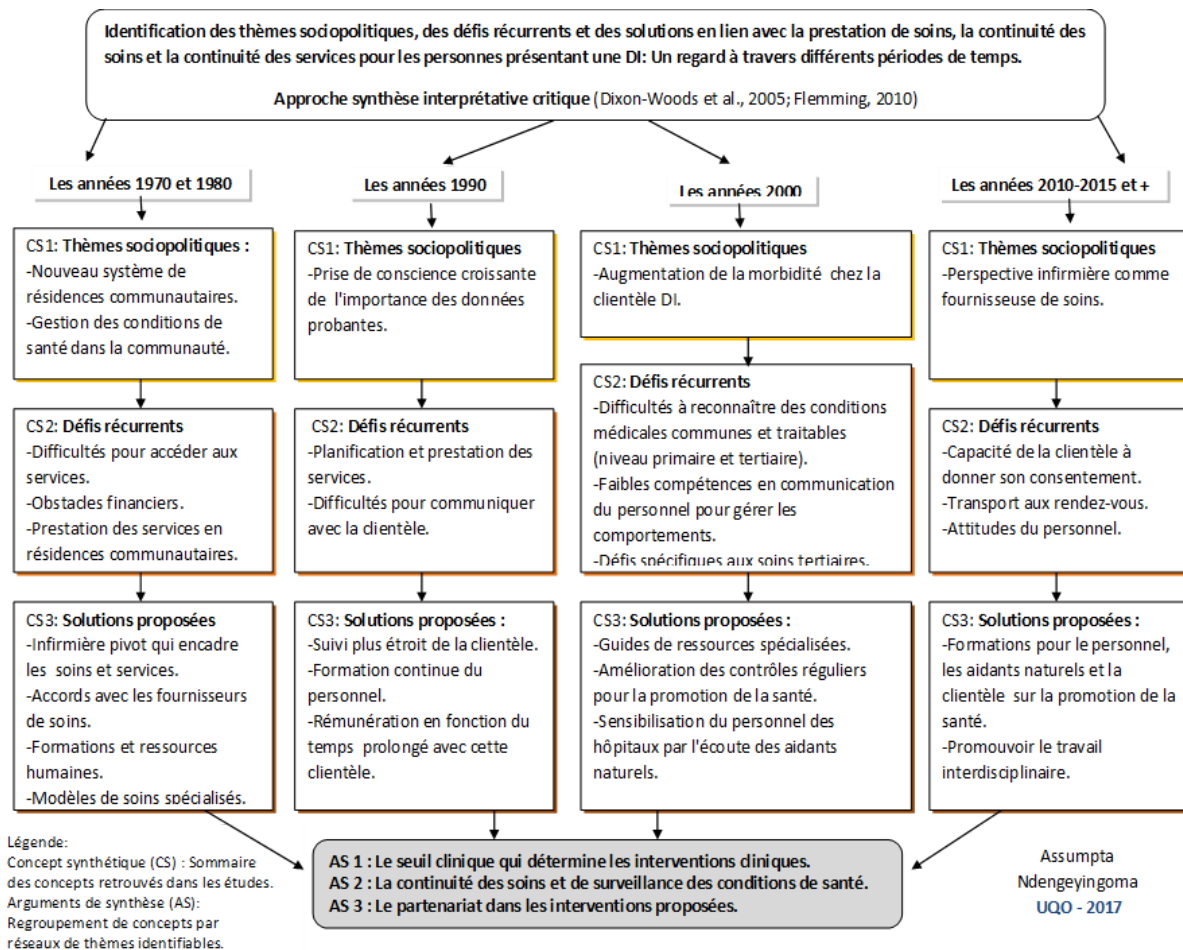 Identification des thèmes sociopolitiques, des défis récurrents et des solutions en lien avec la prestation de soins, la continuité des
soins et la continuité des services pour les personnes présentant une DI: Un regard à travers différents périodes de temps.
Approche synthèse interprétative critique (Dixon-Woods et al., 2005; Flemming, 2010)
Les années 1970 et 1980
CS1: Thèmes sociopolitiques :
-Nouveau système de
résidences communautaires.
-Gestion des conditions de
santé dans la communauté.
CS2: Défis récurrents
-Difficultés pour accéder aux
services.
-Obstacles financiers.
-Prestation des services en
résidences communautaires.
CS3: Solutions proposées
-Infirmière pivot qui encadre
les soins et services.
-Accords avec les fournisseurs
de soins.
-Formations et ressources
humaines.
-Modèles de soins spécialisés.
Les années 1990
CS1: Thèmes sociopolitiques
-Prise de conscience croissante
de l'importance des données
probantes.
CS2: Défis récurrents
-Planification et prestation des
services.
-Difficultés pour communiquer
avec la clientèle.
CS3: Solutions proposées :
-Suivi plus étroit de la clientèle.
-Formation continue du
personnel.
-Rémunération en fonction du
temps prolongé avec cette
clientèle.
Les années 2000
CS1: Thèmes sociopolitiques
-Augmentation de la morbidité chez la
clientèle DI.
CS2: Défis récurrents
-Difficultés à reconnaître des conditions
médicales communes et traitables
(niveau primaire et tertiaire).
-Faibles compétences en communication
du personnel pour gérer les
comportements.
-Défis spécifiques aux soins tertiaires.
CS3: Solutions proposées :
-Guides de ressources spécialisées.
-Amélioration des contrôles réguliers
pour la promotion de la santé.
-Sensibilisation du personnel des
hôpitaux par l'écoute des aidants
naturels.
Les années 2010-2015 et +
CS1: Thèmes sociopolitiques
-Perspective infirmière comme
fournisseuse de soins.
CS2: Défis récurrents
-Capacité de la clientèle à
donner son consentement.
-Transport aux rendez-vous.
-Attitudes du personnel.
CS3: Solutions proposées :
-Formations pour le personnel,
les aidants naturels et la
clientèle sur la promotion de la
santé.
-Promouvoir le travail
interdisciplinaire.
Légende:
Concept synthétique (CS) : Sommaire
des concepts retrouvés dans les études.
Arguments de synthèse (AS):
Regroupement de concepts par
réseaux de thèmes identifiables.
AS 1 : Le seuil clinique qui détermine les interventions cliniques.
AS 2 : La continuité des soins et de surveillance des conditions de santé.
AS 3 : Le partenariat dans les interventions proposées.
Assumpta
Ndengeyingoma
UQO - 2017